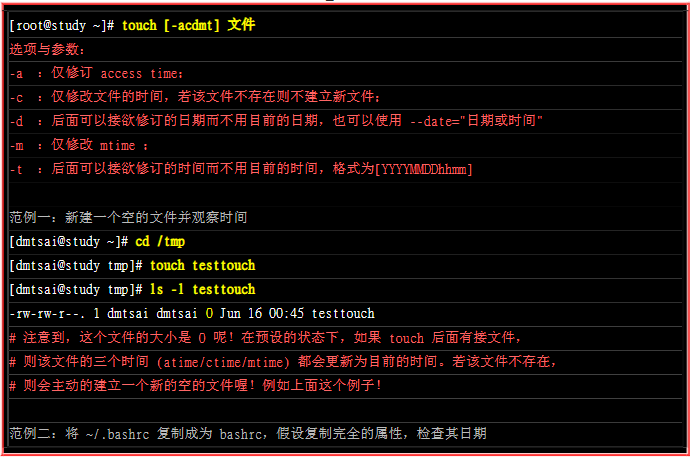 [root@study ~]# touch [-acdmt] 文件
选项与参数：
-a ：仅修订 access time；
-c ：仅修改文件的时间，若该文件不存在则不建立新文件；
-d ：后面可以接欲修订的日期而不用目前的日期，也可以使用 --date="日期或时间"
-m ：仅修改 mtime ；
-t ：后面可以接欲修订的时间而不用目前的时间，格式为[YYYYMMDDhhmm]
范例一：新建一个空的文件并观察时间
[dmtsai@study ~]# cd /tmp
[dmtsai@study tmp]# touch testtouch
[dmtsai@study tmp]# ls -l testtouch
-rw-rw-r--. 1 dmtsai dmtsai 0 Jun 16 00:45 testtouch
# 注意到，这个文件的大小是 0 呢！在预设的状态下，如果 touch 后面有接文件，
# 则该文件的三个时间 (atime/ctime/mtime) 都会更新为目前的时间。若该文件不存在，
# 则会主动的建立一个新的空的文件喔！例如上面这个例子！
范例二：将 ~/.bashrc 复制成为 bashrc，假设复制完全的属性，检查其日期